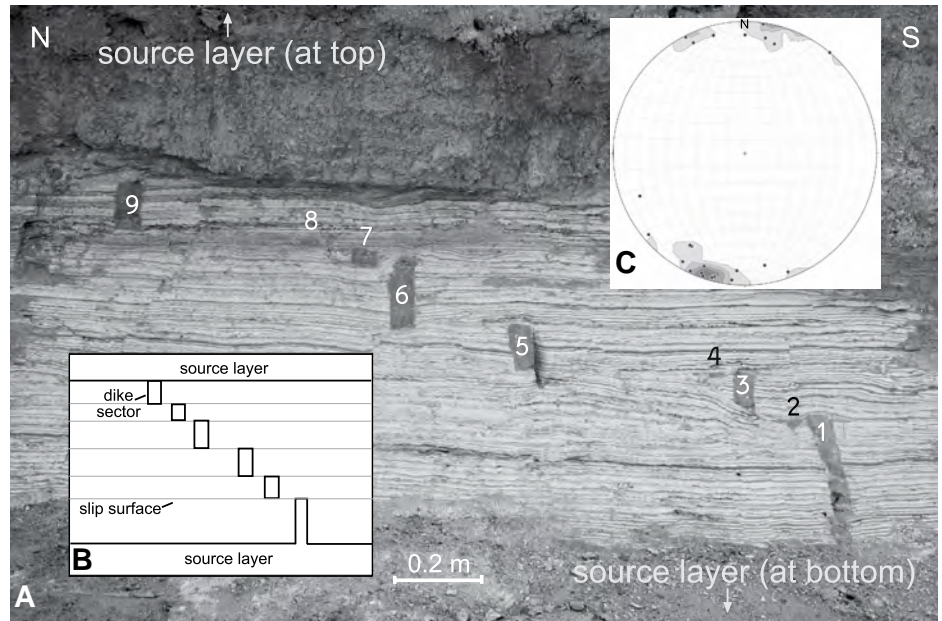 N
source layer (at top)
S
N
C
9
8
7
6
5
4
3
2
1
source layer
dike
sector
slip surface
source layer
B
0.2 m
source layer (at bottom)
A